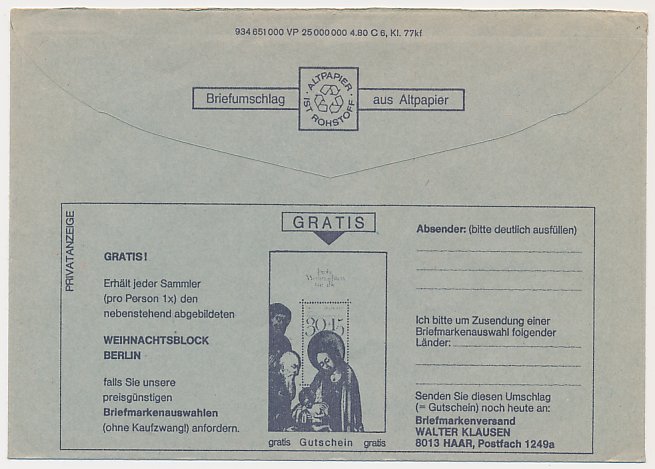 934 651 000 VP 25 000 000 4.80 C 6, Kl. 77kf
Briefumschlag
· ALTPAPIER · IST ROHSTOFF
aus Altpapier
PRIVATANZEIGE
GRATIS
GRATIS!
Erhält jeder Sammler
(pro Person 1x) den
nebenstehend abgebildeten
WEIHNACHTSBLOCK
BERLIN
falls Sie unsere
preisgünstigen
Briefmarkenauswahlen
(ohne Kaufzwang!) anfordern.
30+15
gratis Gutschein gratis
Absender: (bitte deutlich ausfüllen)
Ich bitte um Zusendung einer
Briefmarkenauswahl folgender
Länder:
Senden Sie diesen Umschlag
(= Gutschein) noch heute an:
Briefmarkenversand
WALTER KLAUSEN
8013 HAAR, Postfach 1249a